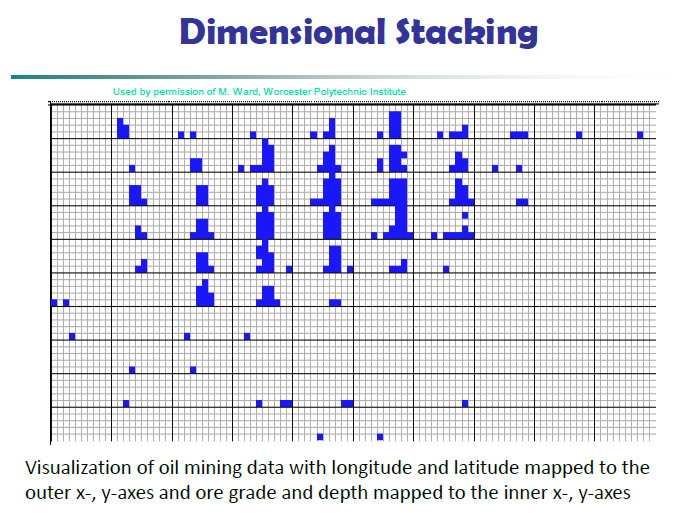 Dimensional Stacking
Used by permission of M. Ward, Worcester Polytechnic Institute
Visualization of oil mining data with longitude and latitude mapped to the
outer x-, y-axes and ore grade and depth mapped to the inner x-, y-axes